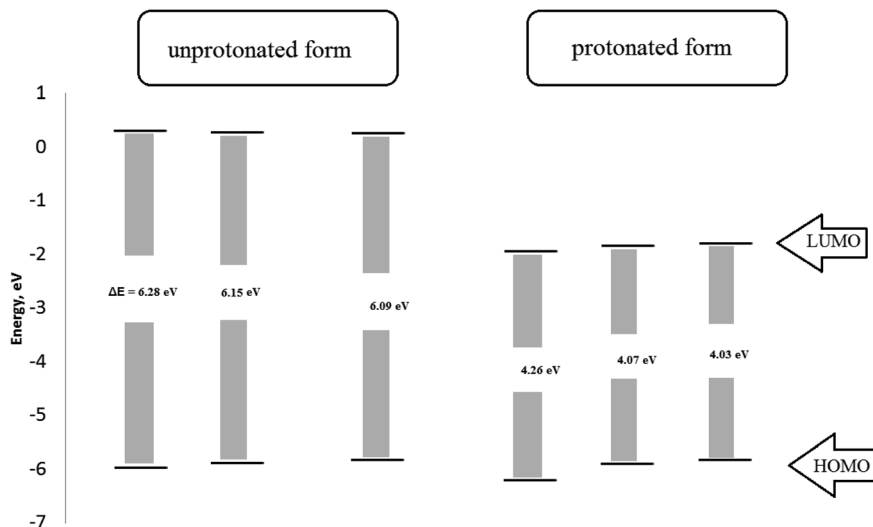 unprotonated form
protonated form
1
0
-1
-2
-3
-4
-5
-6
-7
Energy, eV
ΔE = 6.28 eV
6.15 eV
6.09 eV
4.26 eV
4.07 eV
4.03 eV
LUMO
HOMO